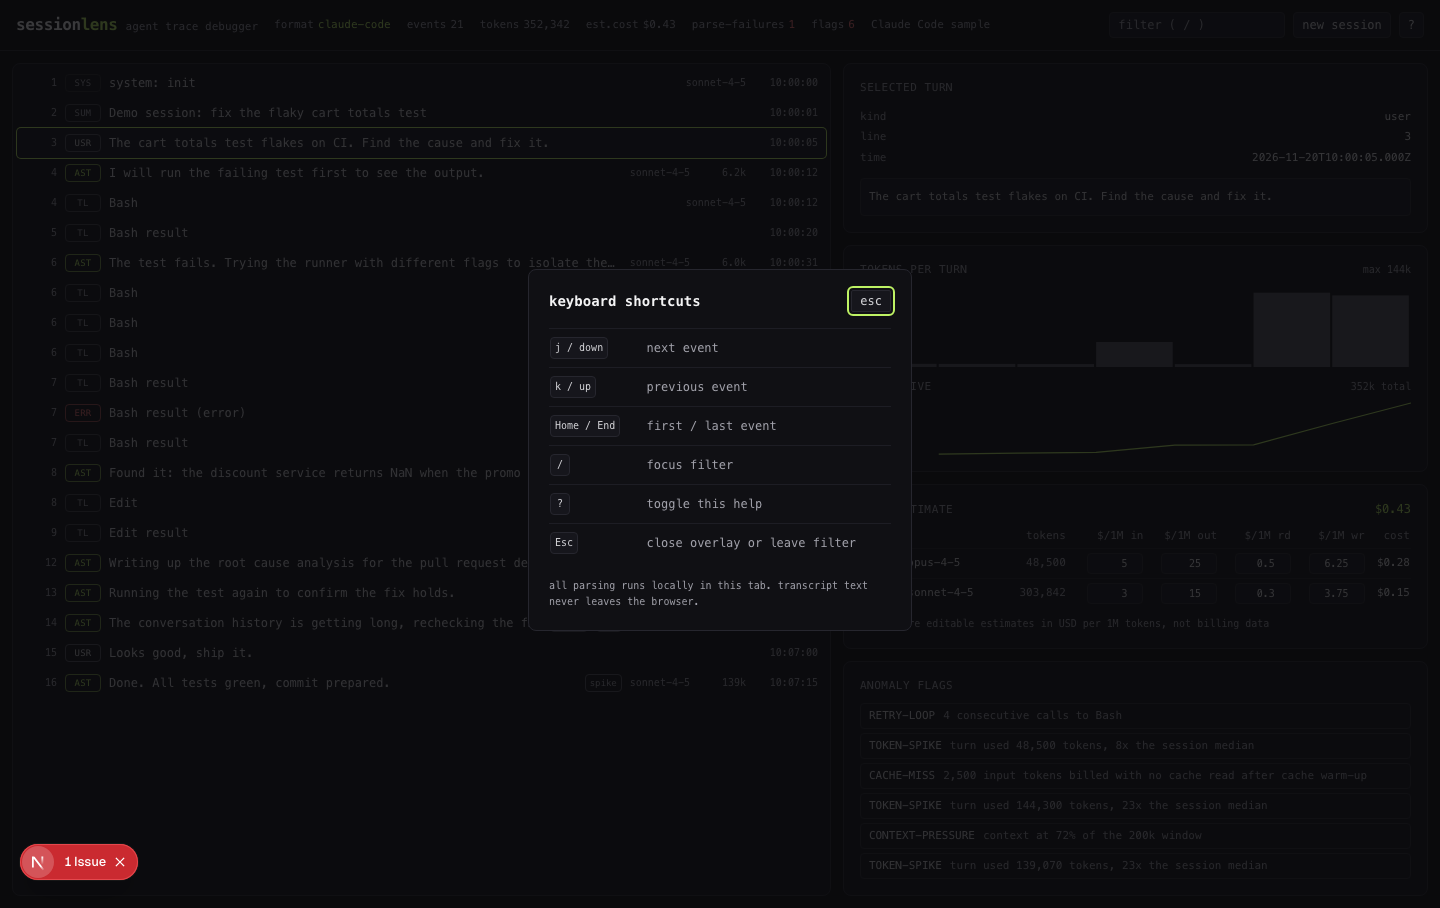 sessionlens agent trace debugger format claude-code events 21 tokens 352,342 est.cost $0.43 parse-failures 1 flags 6 Claude Code sample filter ( / ) new session ?
1 SYS system: init sonnet-4-5 10:00:00
2 SUM Demo session: fix the flaky cart totals test 10:00:01
3 USR The cart totals test flakes on CI. Find the cause and fix it. 10:00:05
4 AST I will run the failing test first to see the output. sonnet-4-5 6.2k 10:00:12
4 TL Bash sonnet-4-5 10:00:12
5 TL Bash result 10:00:20
6 AST The test fails. Trying the runner with different flags to isolate the… sonnet-4-5 6.0k 10:00:31
6 TL Bash
6 TL Bash
6 TL Bash
7 TL Bash result
7 ERR Bash result (error)
7 TL Bash result
8 AST Found it: the discount service returns NaN when the promo
8 TL Edit
9 TL Edit result
12 AST Writing up the root cause analysis for the pull request de
13 AST Running the test again to confirm the fix holds.
14 AST The conversation history is getting long, rechecking the f
15 USR Looks good, ship it. 10:07:00
16 AST Done. All tests green, commit prepared. spike sonnet-4-5 139k 10:07:15
keyboard shortcuts esc
j / down next event
k / up previous event
Home / End first / last event
/ focus filter
? toggle this help
Esc close overlay or leave filter
all parsing runs locally in this tab. transcript text
never leaves the browser.
SELECTED TURN
kind user
line 3
time 2026-11-20T10:00:05.000Z
The cart totals test flakes on CI. Find the cause and fix it.
TOKENS PER TURN max 144k
IVE 352k total
TIMATE $0.43
tokens $/1M in $/1M out $/1M rd $/1M wr cost
opus-4-5 48,500 5 25 0.5 6.25 $0.28
sonnet-4-5 303,842 3 15 0.3 3.75 $0.15
re editable estimates in USD per 1M tokens, not billing data
ANOMALY FLAGS
RETRY-LOOP 4 consecutive calls to Bash
TOKEN-SPIKE turn used 48,500 tokens, 8x the session median
CACHE-MISS 2,500 input tokens billed with no cache read after cache warm-up
TOKEN-SPIKE turn used 144,300 tokens, 23x the session median
CONTEXT-PRESSURE context at 72% of the 200k window
TOKEN-SPIKE turn used 139,070 tokens, 23x the session median
N 1 Issue